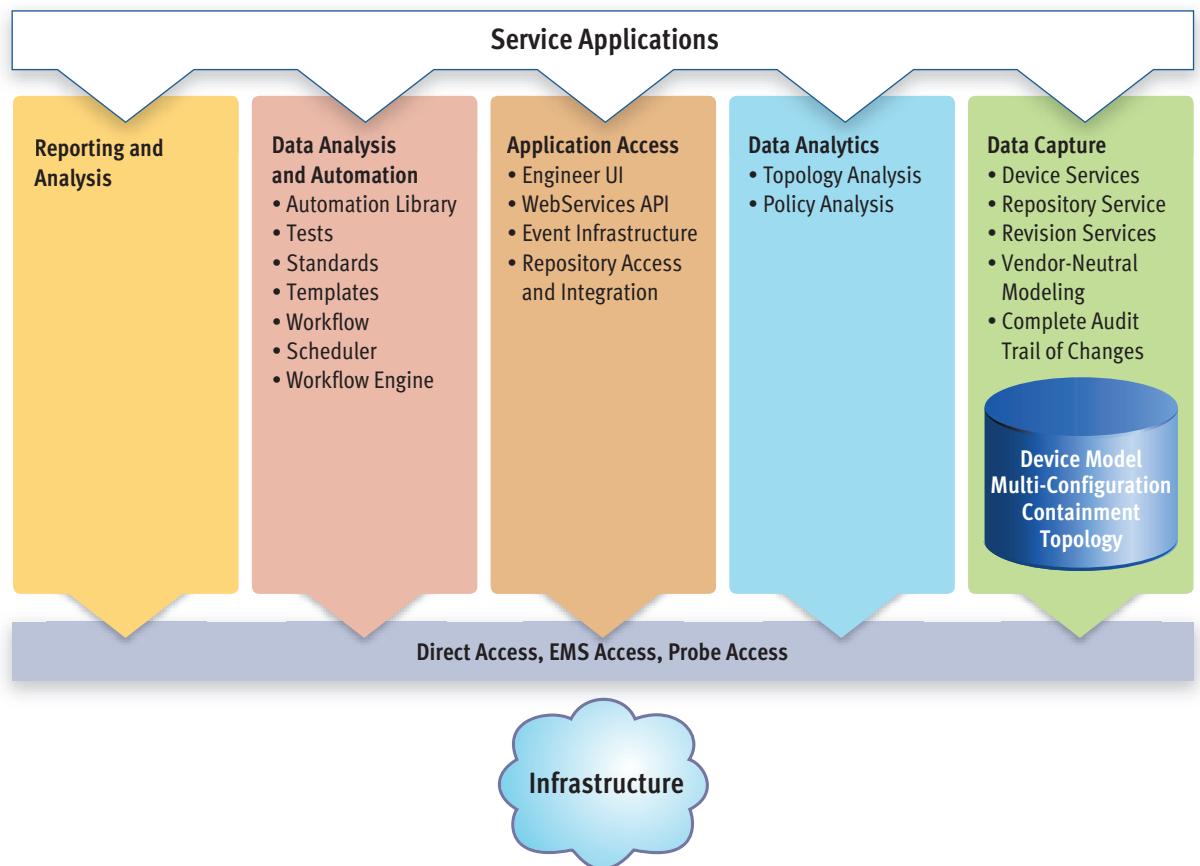 Service Applications
Reporting and
Analysis
Data Analysis
and Automation
• Automation Library
• Tests
• Standards
• Templates
• Workflow
• Scheduler
• Workflow Engine
Application Access
• Engineer UI
• WebServices API
• Event Infrastructure
• Repository Access
and Integration
Data Analytics
• Topology Analysis
• Policy Analysis
Data Capture
• Device Services
• Repository Service
• Revision Services
• Vendor-Neutral
Modeling
• Complete Audit
Trail of Changes
Device Model
Multi-Configuration
Containment
Topology
Direct Access, EMS Access, Probe Access
Infrastructure